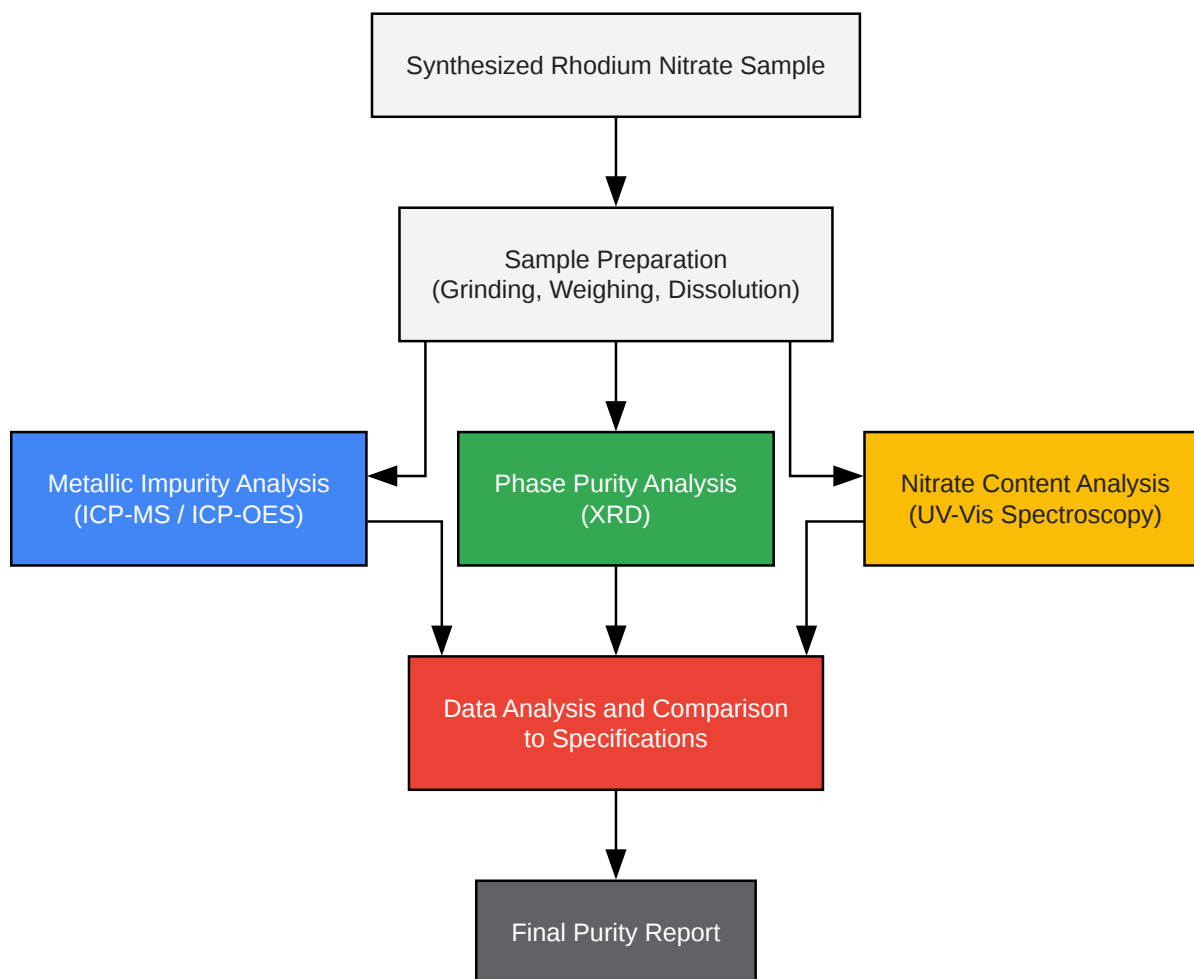 Synthesized Rhodium Nitrate Sample
Sample Preparation
(Grinding, Weighing, Dissolution)
Metallic Impurity Analysis
(ICP-MS / ICP-OES)
Phase Purity Analysis
(XRD)
Nitrate Content Analysis
(UV-Vis Spectroscopy)
Data Analysis and Comparison
to Specifications
Final Purity Report